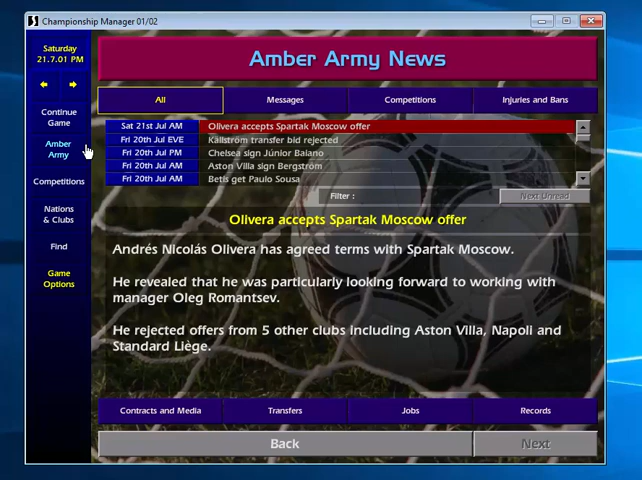 Championship Manager 01/02
Saturday
21.7.01 PM
Continue
Game
Amber
Army
Competitions
Nations
& Clubs
Find
Game
Options
Amber Army News
All
Messages
Competitions
Injuries and Bans
Sat 21st Jul AM Olivera accepts Spartak Moscow offer
Fri 20th Jul EVE Källström transfer bid rejected
Fri 20th Jul PM Chelsea sign Júnior Baiano
Fri 20th Jul AM Aston Villa sign Bergström
Fri 20th Jul AM Betis get Paulo Sousa
Filter :
Next Unread
Olivera accepts Spartak Moscow offer
Andrés Nicolás Olivera has agreed terms with Spartak Moscow.
He revealed that he was particularly looking forward to working with
manager Oleg Romantsev.
He rejected offers from 5 other clubs including Aston Villa, Napoli and
Standard Liège.
Contracts and Media
Transfers
Jobs
Records
Back
Next